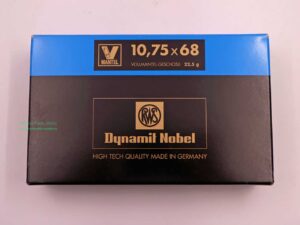 V
MANTEL
10,75 x 68
VOLLMANTEL-GESCHOSS 22,5 g
RWS
Dynamit Nobel
HIGH TECH QUALITY MADE IN GERMANY